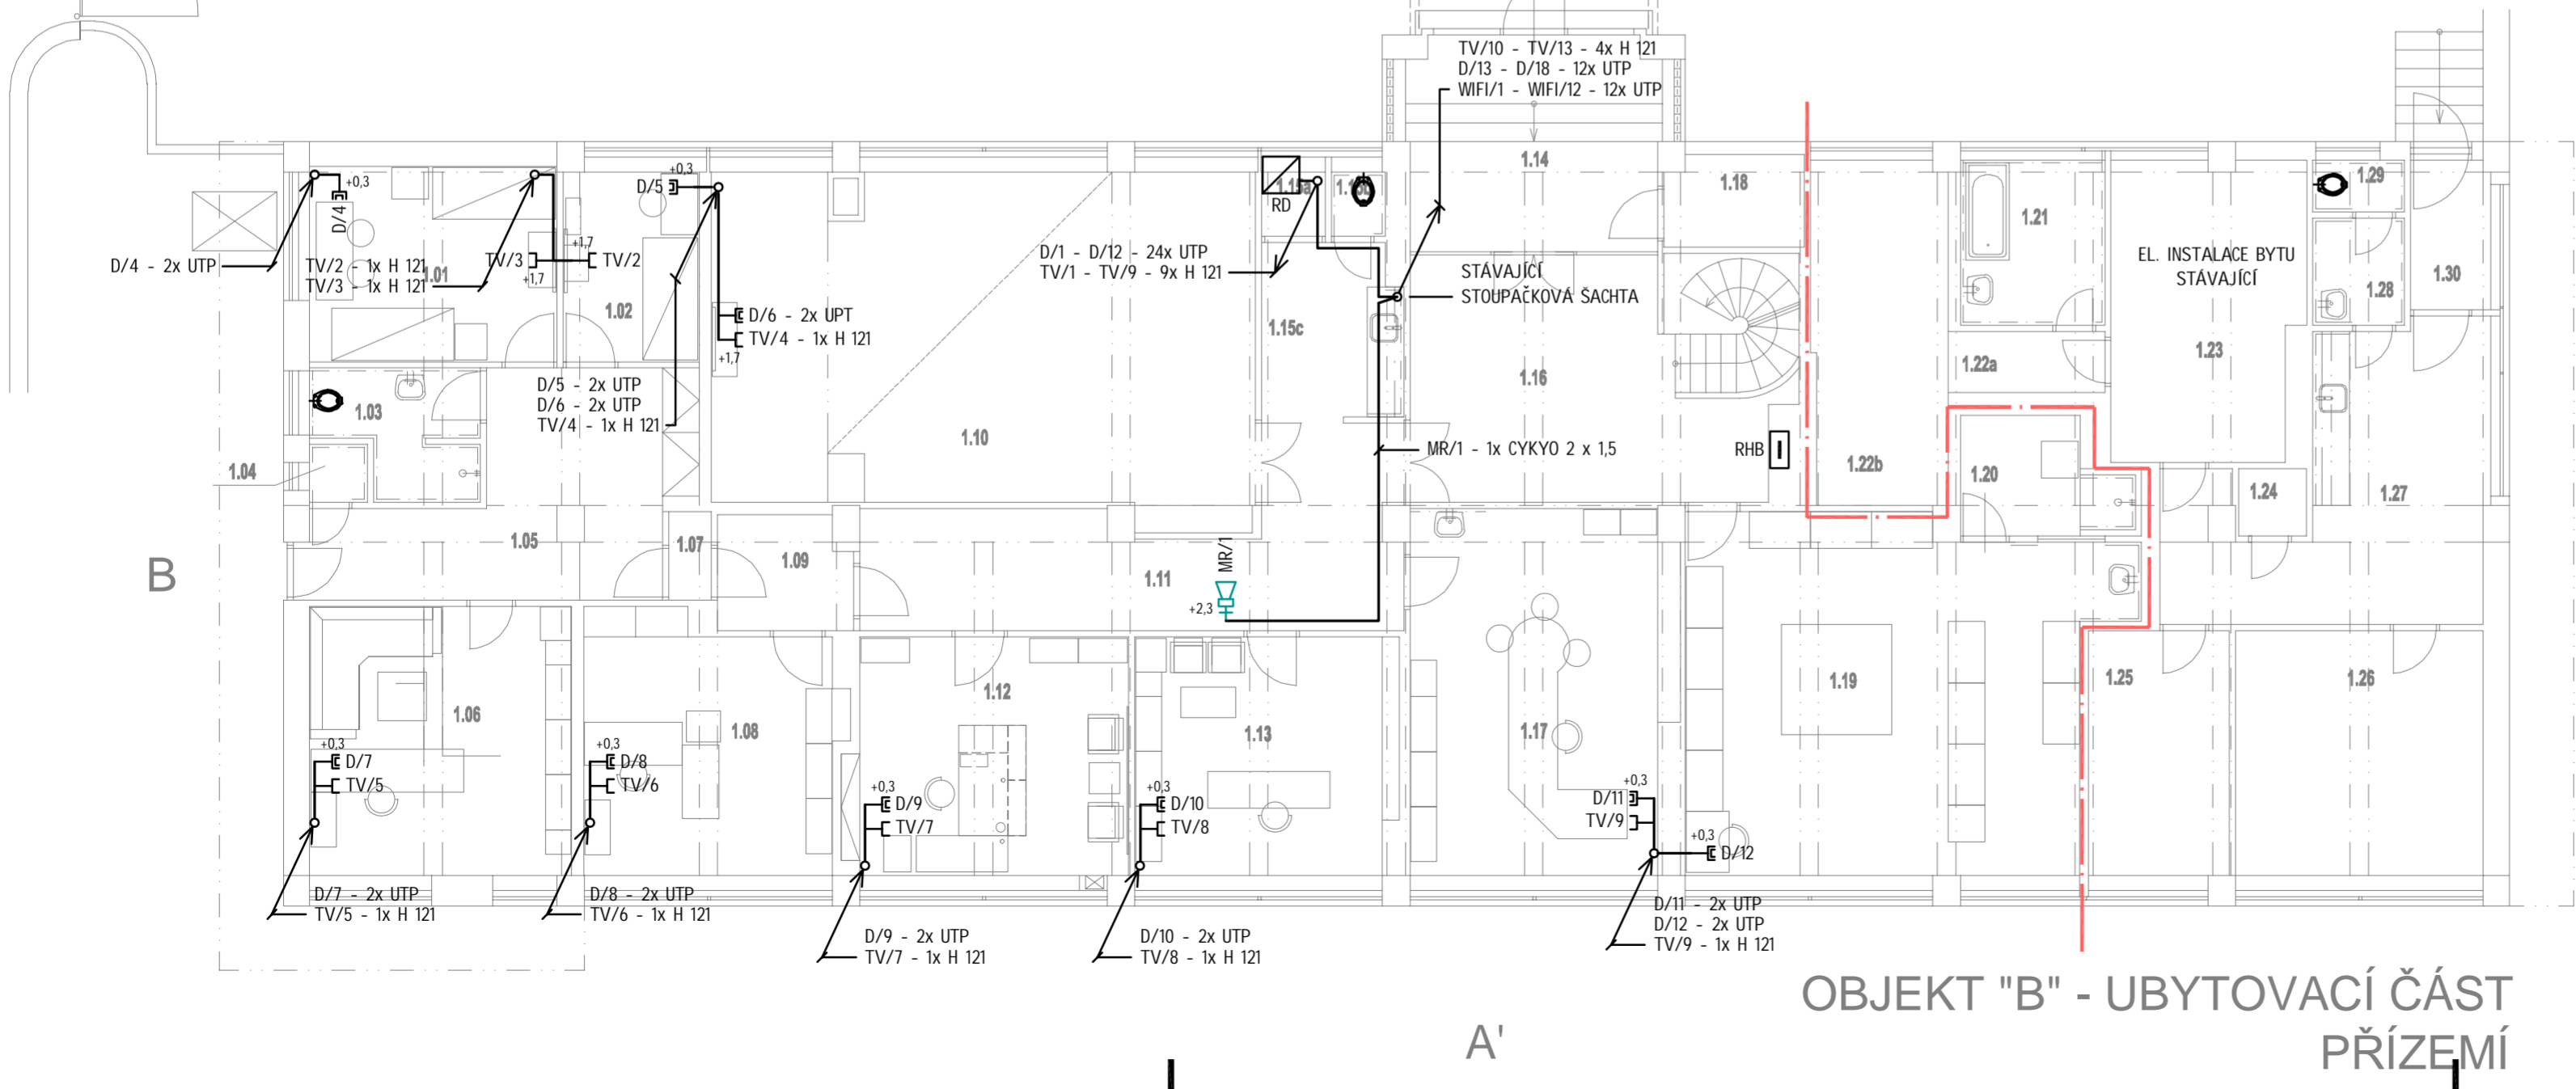 TV/10 - TV/13 - 4x H 121
D/13 - D/18 - 12x UTP
WIFI/1 - WIFI/12 - 12x UTP
1.14
1.18
1.29
1.21
1.15a
RD
+0,3
D/4
+0,3
D/5
D/4 - 2x UTP
TV/2 - 1x H 121
TV/3 - 1x H 121
1.01
TV/3
+1,7
+1,7
TV/2
1.02
D/6 - 2x UPT
TV/4 - 1x H 121
+1,7
D/1 - D/12 - 24x UTP
TV/1 - TV/9 - 9x H 121
STÁVAJÍCÍ
STOUPAČKOVÁ ŠACHTA
EL. INSTALACE BYTU
STÁVAJÍCÍ
1.30
1.28
1.15c
1.23
1.22a
1.16
D/5 - 2x UTP
D/6 - 2x UTP
TV/4 - 1x H 121
1.03
1.10
MR/1 - 1x CYKYO 2 x 1,5
RHB
1.22b
1.20
1.24
1.27
1.04
1.05
1.07
1.09
1.11
MR/1
+2,3
B
1.06
1.08
1.12
1.13
1.17
1.19
1.25
1.26
+0,3
D/7
TV/5
+0,3
D/8
TV/6
+0,3
D/9
TV/7
+0,3
D/10
TV/8
+0,3
D/11
TV/9
+0,3
D/12
D/7 - 2x UTP
TV/5 - 1x H 121
D/8 - 2x UTP
TV/6 - 1x H 121
D/9 - 2x UTP
TV/7 - 1x H 121
D/10 - 2x UTP
TV/8 - 1x H 121
D/11 - 2x UTP
D/12 - 2x UTP
TV/9 - 1x H 121
OBJEKT "B" - UBYTOVACÍ ČÁST
PŘÍZEMÍ
A'